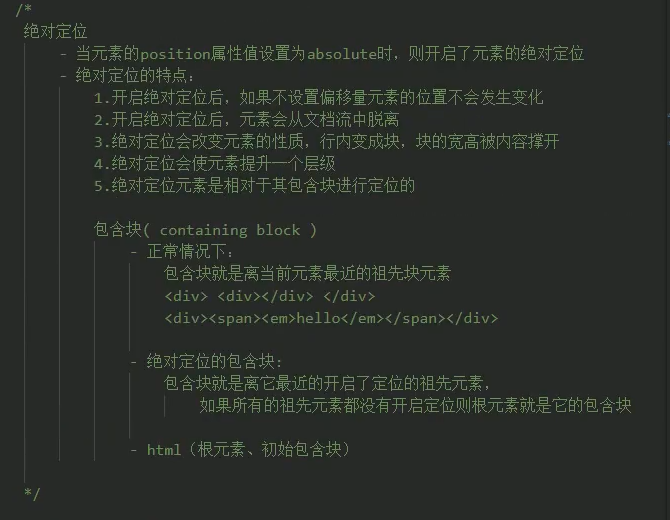 /*
绝对定位
- 当元素的position属性值设置为absolute时，则开启了元素的绝对定位
- 绝对定位的特点：
1.开启绝对定位后，如果不设置偏移量元素的位置不会发生变化
2.开启绝对定位后，元素会从文档流中脱离
3.绝对定位会改变元素的性质，行内变成块，块的宽高被内容撑开
4.绝对定位会使元素提升一个层级
5.绝对定位元素是相对于其包含块进行定位的
包含块( containing block )
- 正常情况下：
包含块就是离当前元素最近的祖先块元素
<div> <div></div> </div>
<div><span><em>hello</em></span></div>
- 绝对定位的包含块:
包含块就是离它最近的开启了定位的祖先元素，
如果所有的祖先元素都没有开启定位则根元素就是它的包含块
- html（根元素、初始包含块）
*/